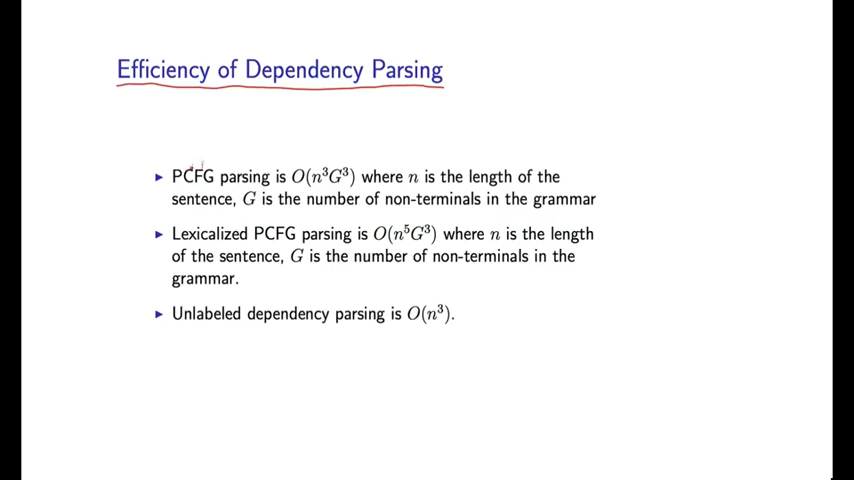 Efficiency of Dependency Parsing
▶ PCFG parsing is O(n³G³) where n is the length of the
sentence, G is the number of non-terminals in the grammar
▶ Lexicalized PCFG parsing is O(n⁵G³) where n is the length
of the sentence, G is the number of non-terminals in the
grammar.
▶ Unlabeled dependency parsing is O(n³).